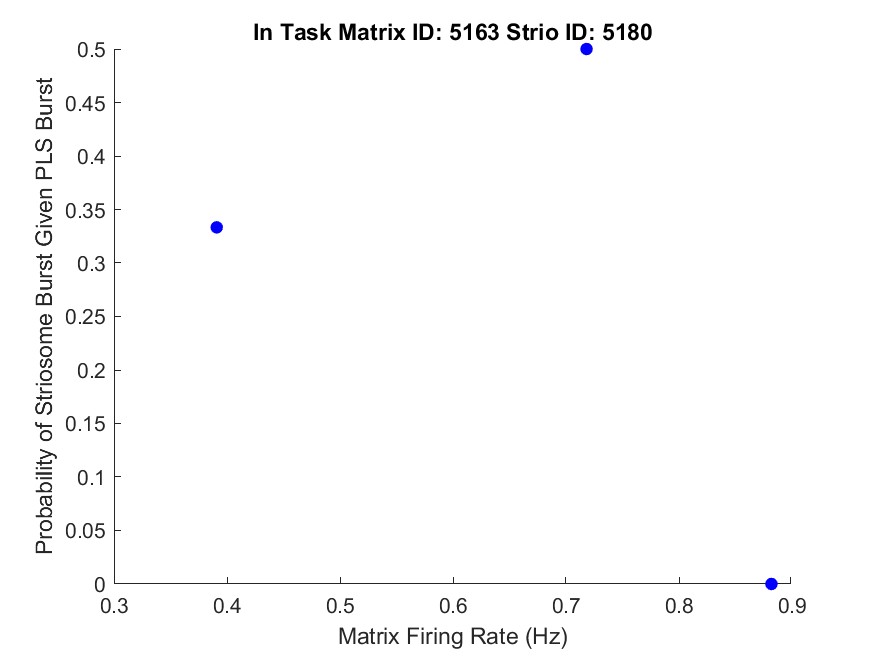 In Task Matrix ID: 5163 Strio ID: 5180
Probability of Striosome Burst Given PLS Burst
0.5
0.45
0.4
0.35
0.3
0.25
0.2
0.15
0.1
0.05
0
0.3 0.4 0.5 0.6 0.7 0.8 0.9
Matrix Firing Rate (Hz)